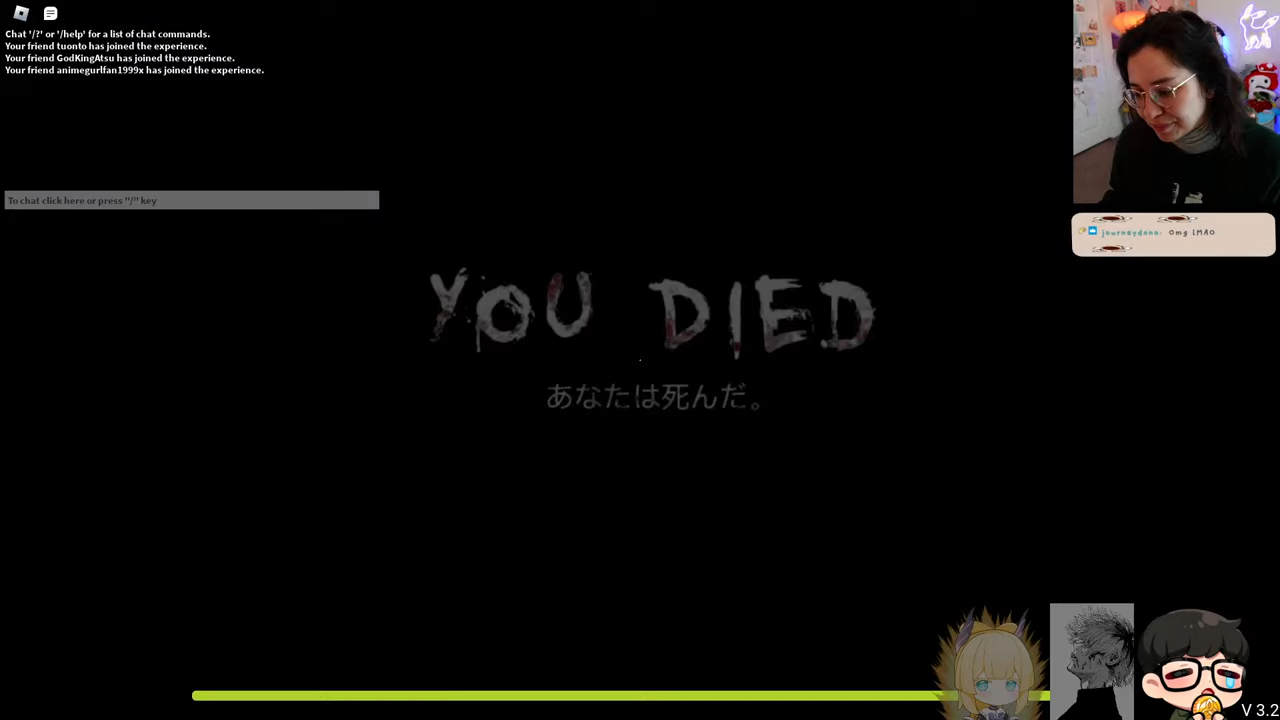 Chat '/?' or '/help' for a list of chat commands.
Your friend tuonto has joined the experience.
Your friend GodKingAtsu has joined the experience.
Your friend animegurlfan1999x has joined the experience.
To chat click here or press "/" key
journeydono: omg LMAO
YOU DIED
あなたは死んだ。
V 3.2